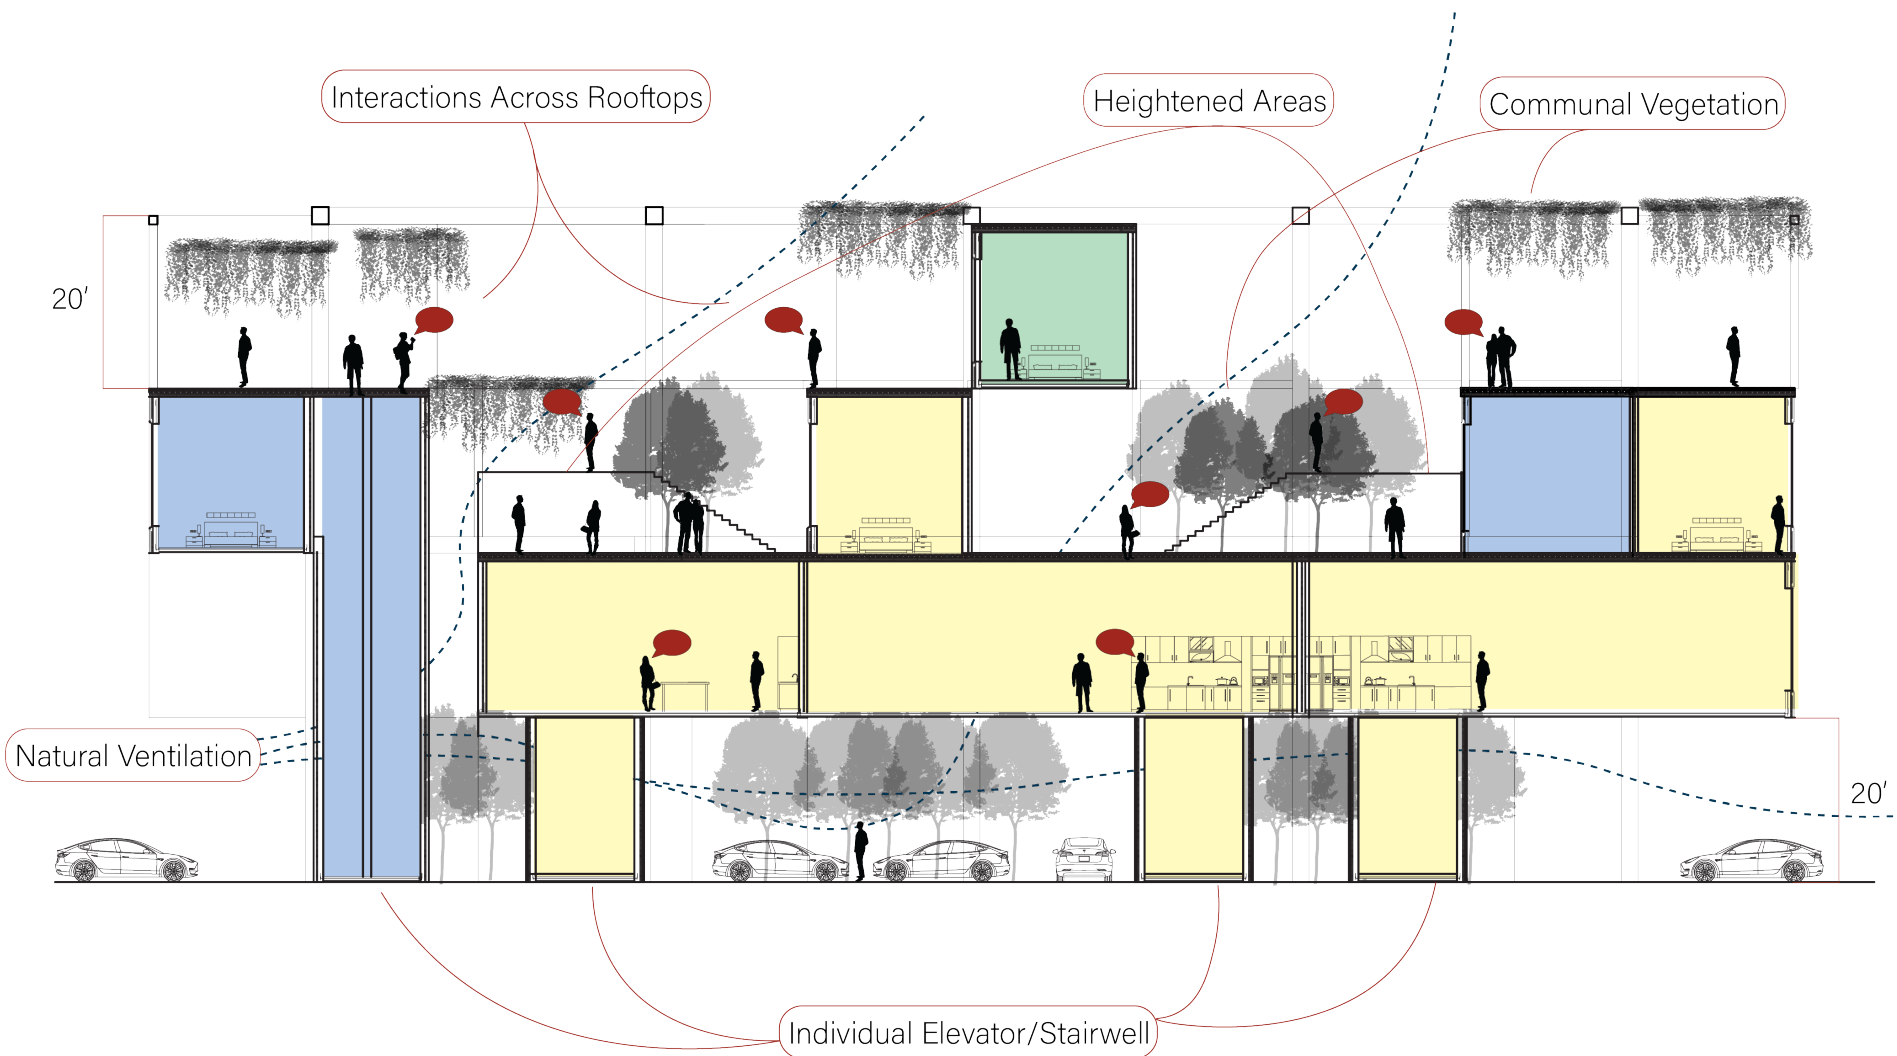 Interactions Across Rooftops
Heightened Areas
Communal Vegetation
20'
Natural Ventilation
20'
Individual Elevator/Stairwell